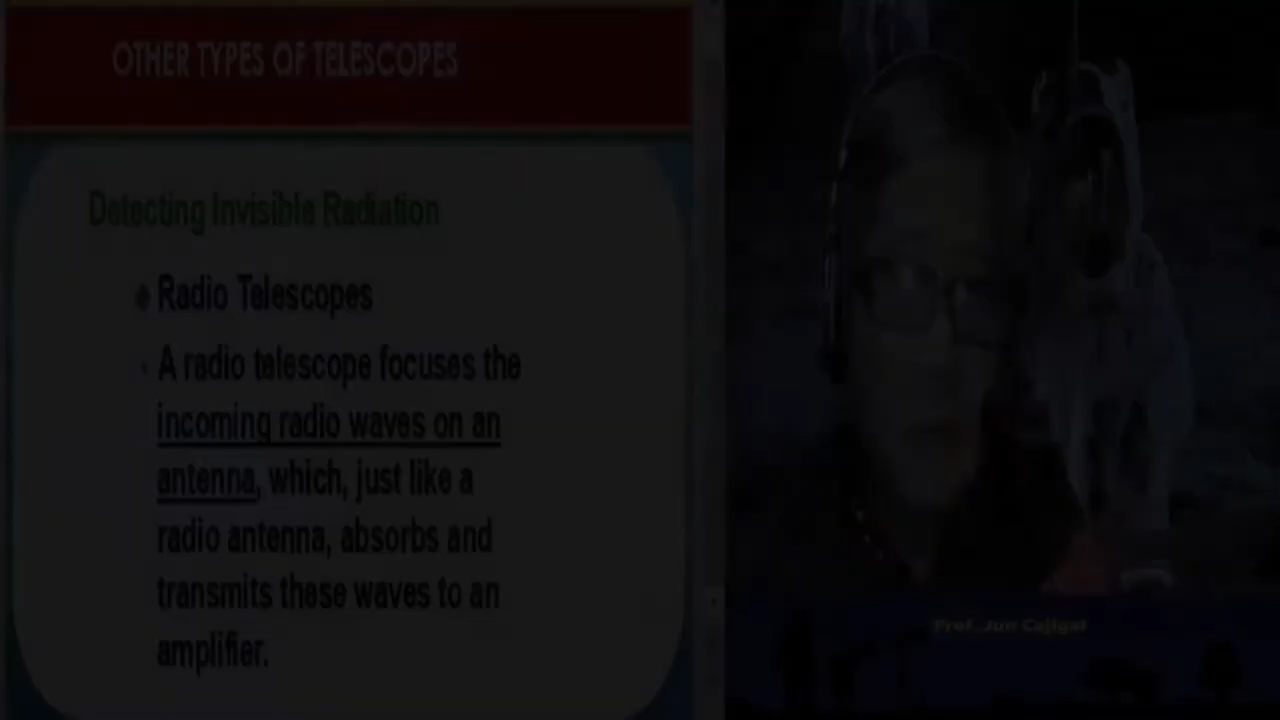 OTHER TYPES OF TELESCOPES
Detecting Invisible Radiation
Radio Telescopes
A radio telescope focuses the
incoming radio waves on an
antenna, which, just like a
radio antenna, absorbs and
transmits these waves to an
amplifier.
Prof. Jun Cajigal